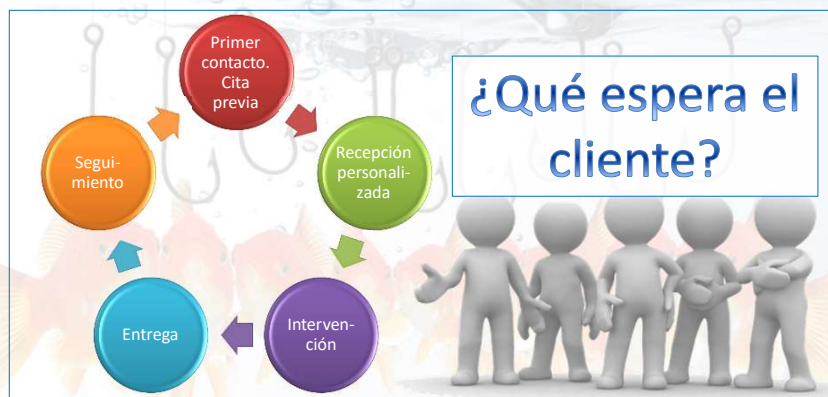 ¿Qué espera el
cliente?
Primer
contacto.
Cita
previa
Recepción
personali-
zada
Interven-
ción
Entrega
Segui-
miento